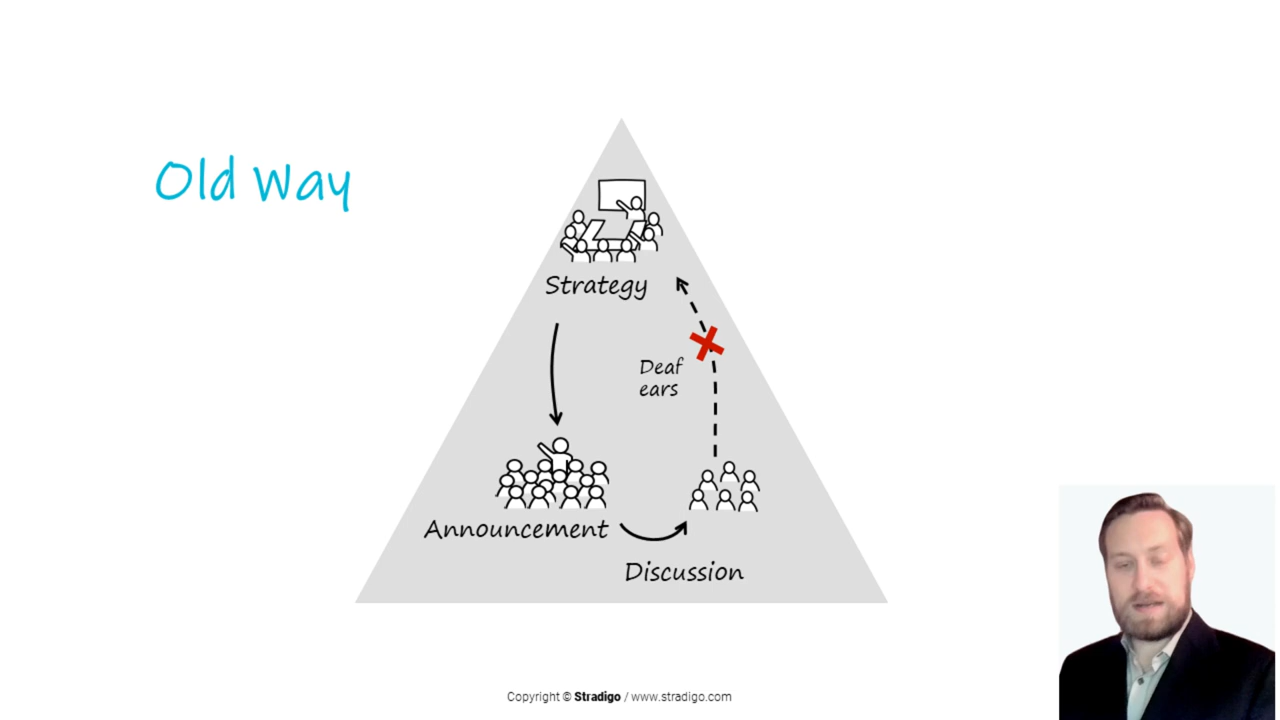 Old Way
Strategy
Deaf
ears
Announcement
Discussion
Copyright © Stradigo / www.stradigo.com